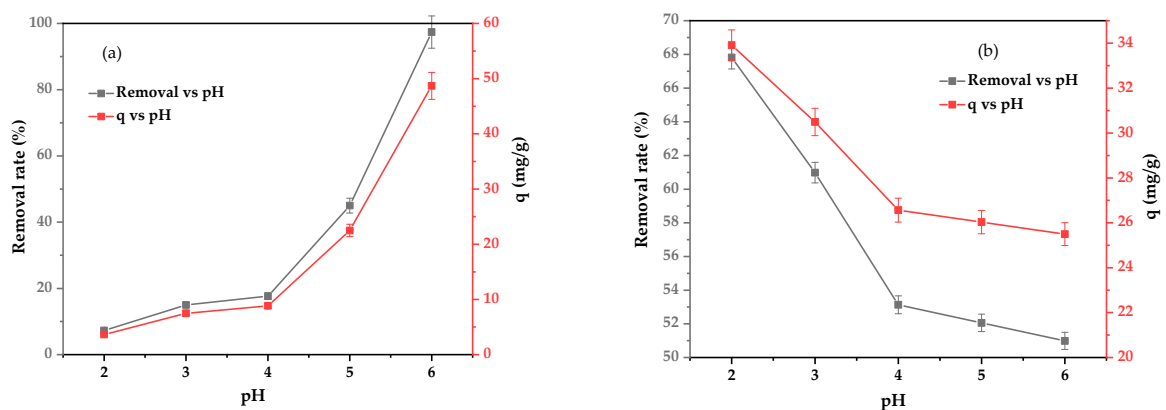 (a)
Removal vs pH
q vs pH
Removal rate (%)
100
80
60
40
20
0
q (mg/g)
60
50
40
30
20
10
0
2 3 4 5 6
pH
(b)
Removal vs pH
q vs pH
Removal rate (%)
70
68
66
64
62
60
58
56
54
52
50
q (mg/g)
34
32
30
28
26
24
22
20
2 3 4 5 6
pH